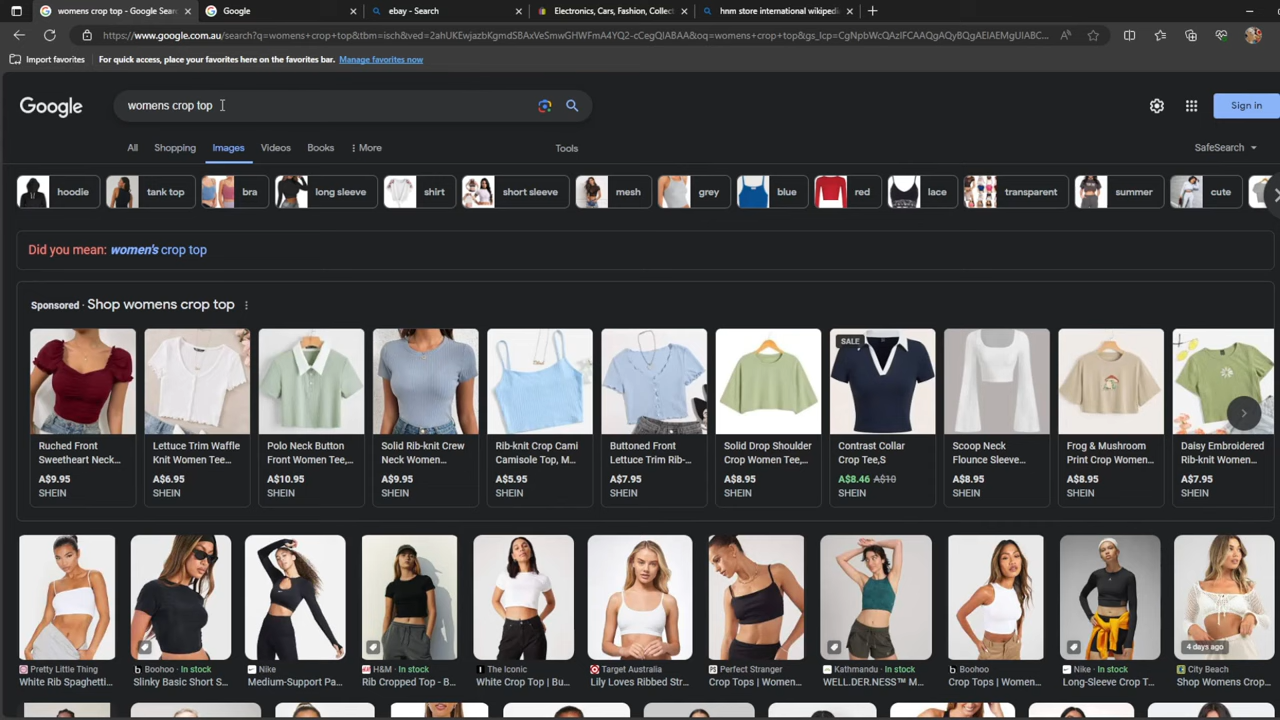 womens crop top - Google Sear
Google
ebay - Search
Electronics, Cars, Fashion, Collect
hnm store international wikipedi
https://www.google.com.au/search?q=womens+crop+top&tbm=isch&ved=2ahUKEwjazbKgmdSBAxVeSmwGHWFmA4YQ2-cCegQIABAA&oq=womens+crop+top&gs_lcp=CgNpbWcQAzIFCAAQgAQyBQgAEIAEMgUIABC...
Import favorites
For quick access, place your favorites here on the favorites bar. Manage favorites now
Google
womens crop top
Sign in
All
Shopping
Images
Videos
Books
More
Tools
SafeSearch
hoodie
tank top
bra
long sleeve
shirt
short sleeve
mesh
grey
blue
red
lace
transparent
summer
cute
Did you mean: women's crop top
Sponsored · Shop womens crop top
SALE
Ruched Front
Sweetheart Neck...
A$9.95
SHEIN
Lettuce Trim Waffle
Knit Women Tee...
A$6.95
SHEIN
Polo Neck Button
Front Women Tee,...
A$10.95
SHEIN
Solid Rib-knit Crew
Neck Women...
A$9.95
SHEIN
Rib-knit Crop Cami
Camisole Top, M...
A$5.95
SHEIN
Buttoned Front
Lettuce Trim Rib-...
A$7.95
SHEIN
Solid Drop Shoulder
Crop Women Tee,...
A$8.95
SHEIN
Contrast Collar
Crop Tee,S
A$8.46 A$10
SHEIN
Scoop Neck
Flounce Sleeve...
A$8.95
SHEIN
Frog & Mushroom
Print Crop Women...
A$8.95
SHEIN
Daisy Embroidered
Rib-knit Women...
A$7.95
SHEIN
4 days ago
Pretty Little Thing
White Rib Spaghetti...
Boohoo · In stock
Slinky Basic Short S...
Nike
Medium-Support Pa...
H&M · In stock
Rib Cropped Top - B...
The Iconic
White Crop Top | Bu...
Target Australia
Lily Loves Ribbed Str...
Perfect Stranger
Crop Tops | Women...
Kathmandu · In stock
WELL.DER.NESS™ M...
Boohoo
Crop Tops | Women...
Nike · In stock
Long-Sleeve Crop T...
City Beach
Shop Womens Crop...